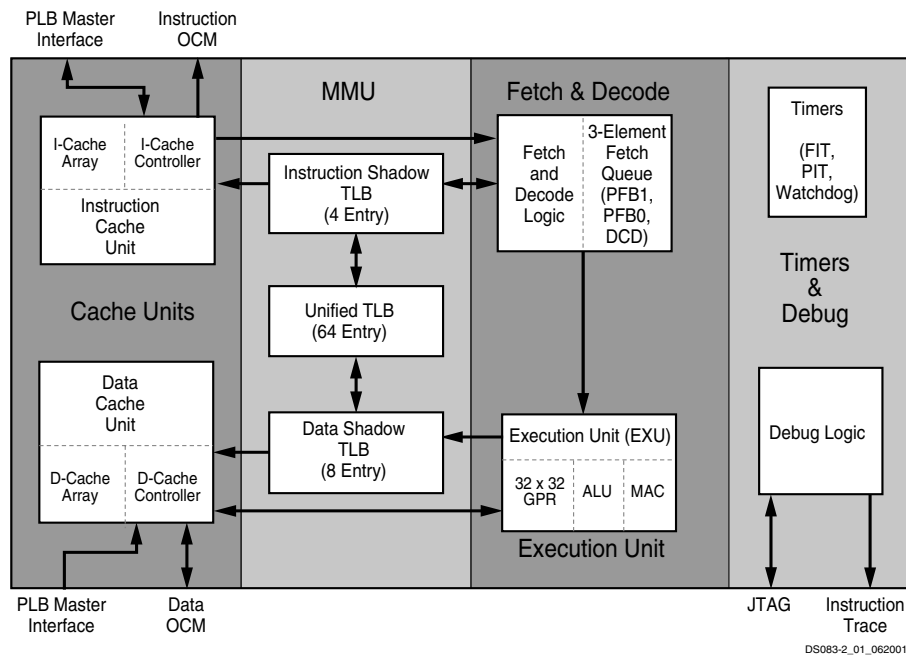 PLB Master
Interface
Instruction
OCM
MMU
Fetch & Decode
I-Cache
Array
I-Cache
Controller
Instruction
Cache
Unit
Instruction Shadow
TLB
(4 Entry)
Fetch
and
Decode
Logic
3-Element
Fetch
Queue
(PFB1,
PFB0,
DCD)
Timers
(FIT,
PIT,
Watchdog)
Cache Units
Unified TLB
(64 Entry)
Timers
&
Debug
Data
Cache
Unit
D-Cache
Array
D-Cache
Controller
Data Shadow
TLB
(8 Entry)
Execution Unit (EXU)
32 x 32
GPR
ALU
MAC
Execution Unit
Debug Logic
PLB Master
Interface
Data
OCM
JTAG
Instruction
Trace
DS083-2_01_062001